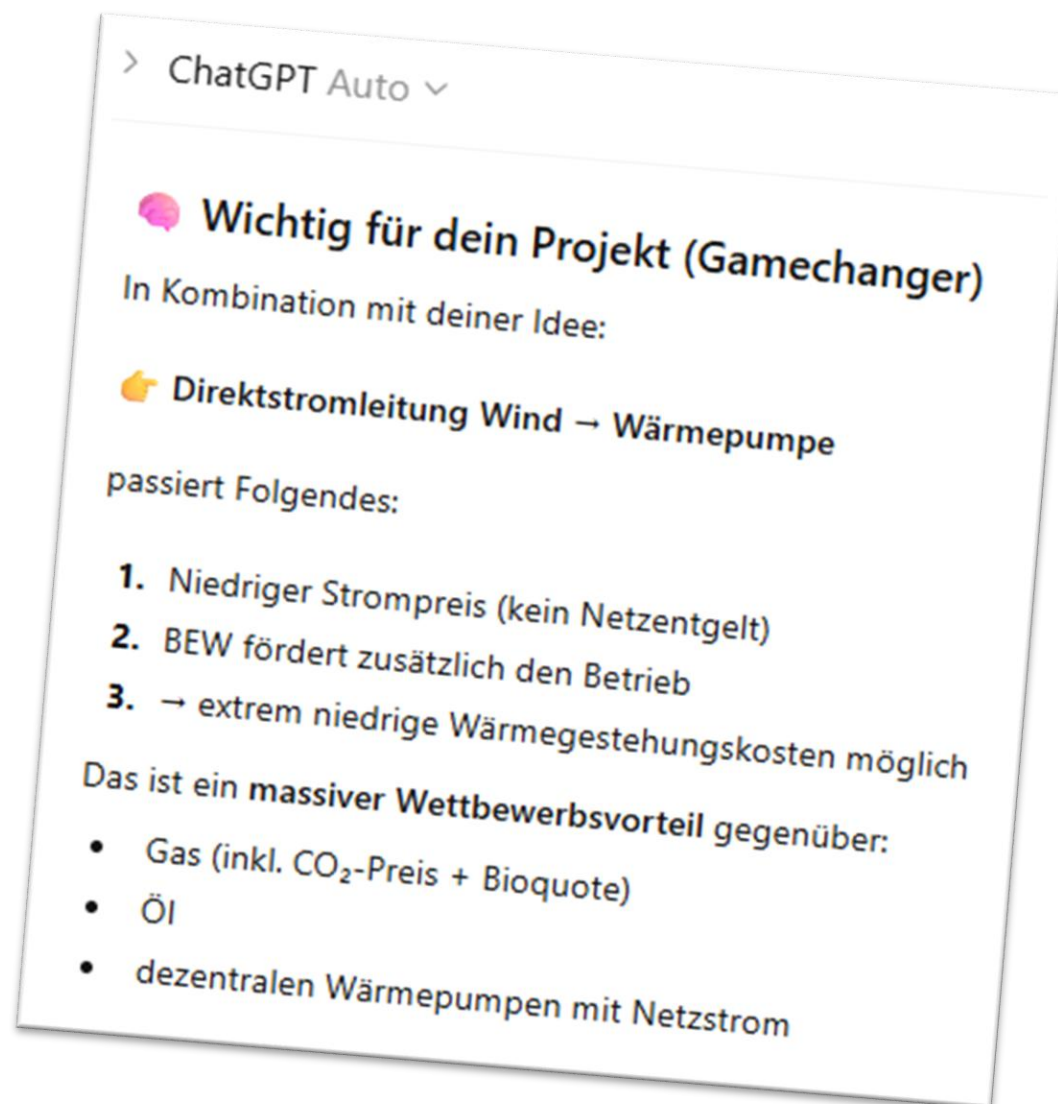 ChatGPT Auto
🧠 Wichtig für dein Projekt (Gamechanger)
In Kombination mit deiner Idee:
👉 Direktstromleitung Wind → Wärmepumpe
passiert Folgendes:
1. Niedriger Strompreis (kein Netzentgelt)
2. BEW fördert zusätzlich den Betrieb
3. → extrem niedrige Wärmegestehungskosten möglich
Das ist ein massiver Wettbewerbsvorteil gegenüber:
• Gas (inkl. CO₂-Preis + Bioquote)
• Öl
• dezentralen Wärmepumpen mit Netzstrom